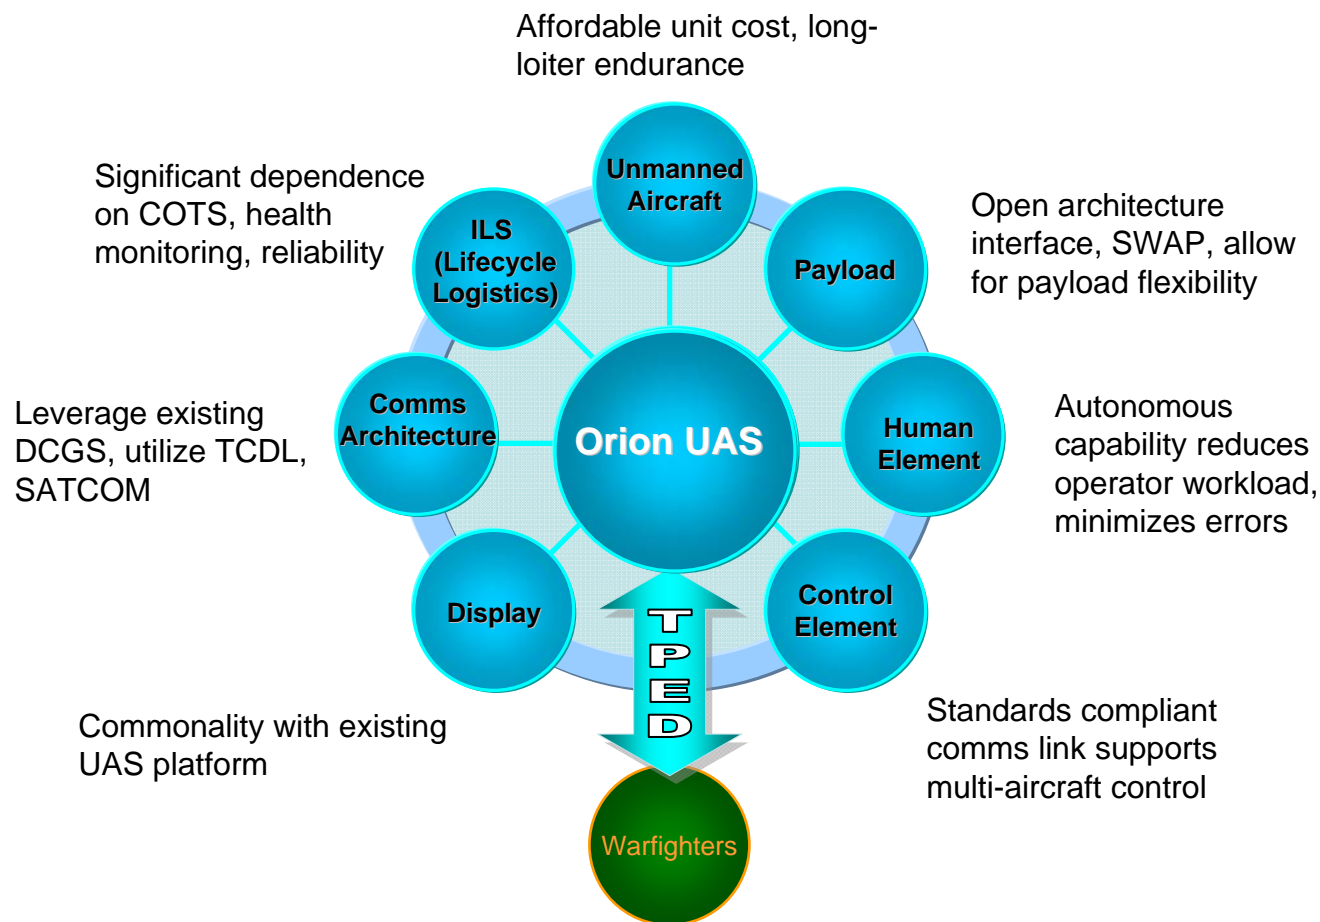 Affordable unit cost, long-
loiter endurance
Unmanned
Aircraft
Significant dependence
on COTS, health
monitoring, reliability
ILS
(Lifecycle
Logistics)
Payload
Open architecture
interface, SWAP, allow
for payload flexibility
Leverage existing
DCGS, utilize TCDL,
SATCOM
Comms
Architecture
Orion UAS
Human
Element
Autonomous
capability reduces
operator workload,
minimizes errors
Display
TPED
Control
Element
Commonality with existing
UAS platform
Standards compliant
comms link supports
multi-aircraft control
Warfighters